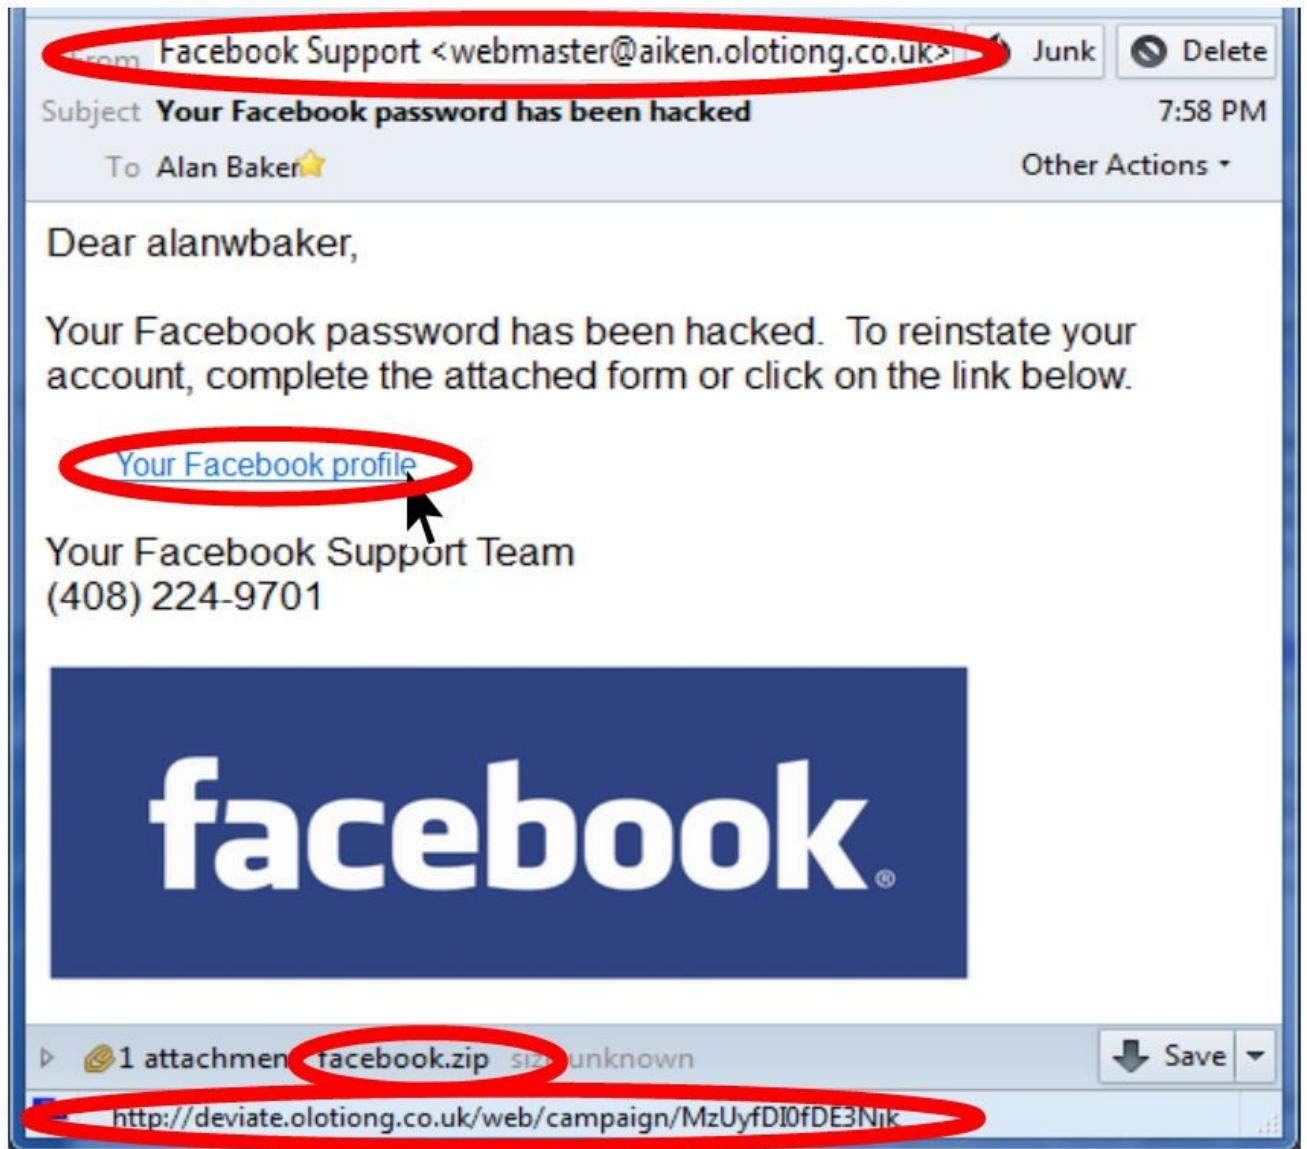 From Facebook Support <webmaster@aiken.olotiong.co.uk> Junk Delete
Subject Your Facebook password has been hacked 7:58 PM
To Alan Baker Other Actions
Dear alanwbaker,
Your Facebook password has been hacked. To reinstate your
account, complete the attached form or click on the link below.
Your Facebook profile
Your Facebook Support Team
(408) 224-9701
facebook®
1 attachment facebook.zip size unknown Save
http://deviate.olotiong.co.uk/web/campaign/MzUyfDI0fDE3Njk